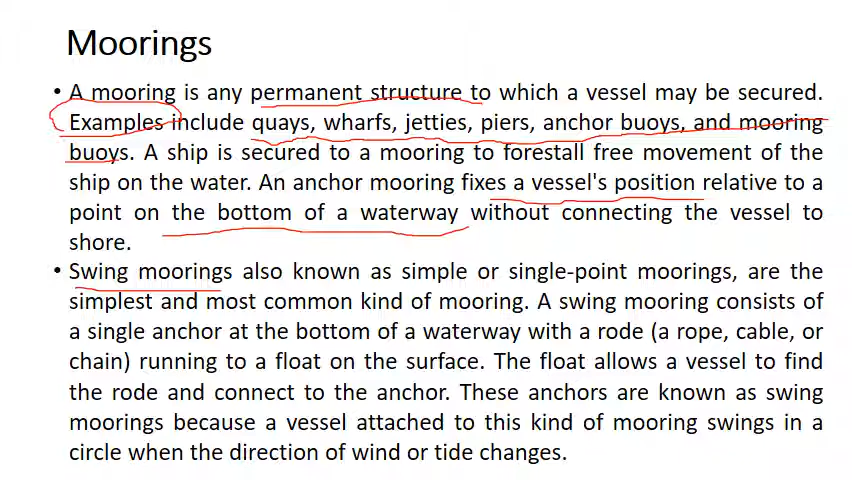 Moorings
• A mooring is any permanent structure to which a vessel may be secured.
Examples include quays, wharfs, jetties, piers, anchor buoys, and mooring
buoys. A ship is secured to a mooring to forestall free movement of the
ship on the water. An anchor mooring fixes a vessel's position relative to a
point on the bottom of a waterway without connecting the vessel to
shore.
• Swing moorings also known as simple or single-point moorings, are the
simplest and most common kind of mooring. A swing mooring consists of
a single anchor at the bottom of a waterway with a rode (a rope, cable, or
chain) running to a float on the surface. The float allows a vessel to find
the rode and connect to the anchor. These anchors are known as swing
moorings because a vessel attached to this kind of mooring swings in a
circle when the direction of wind or tide changes.